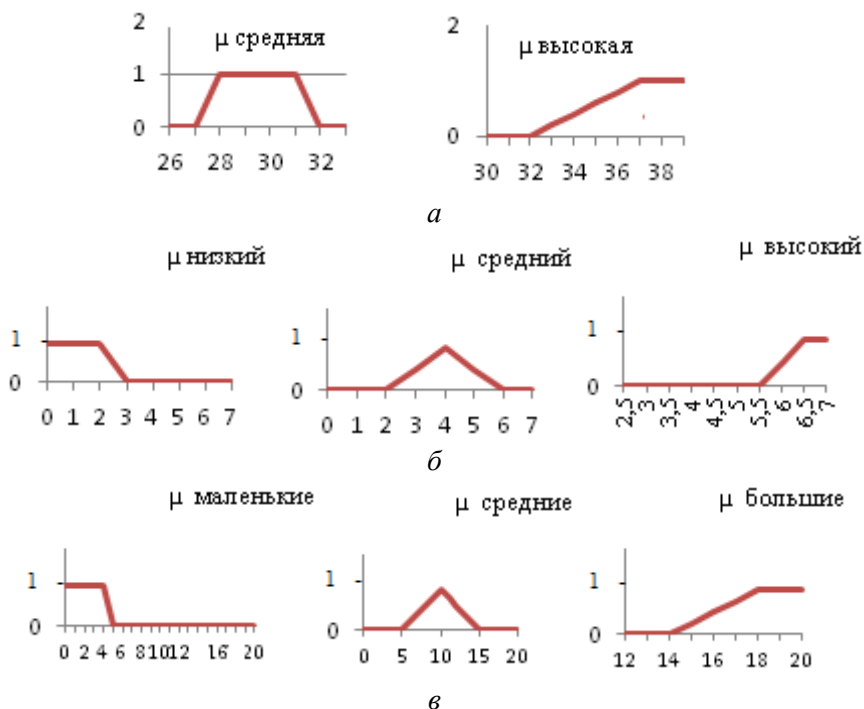 μ средняя
2
1
0
26 28 30 32
μ высокая
2
0
30 32 34 36 38
а
μ низкий
1
0
0 1 2 3 4 5 6 7
μ средний
1
0
0 1 2 3 4 5 6 7
μ высокий
1
0
2,5 3 3,5 4 4,5 5 5,5 6 6,5 7
б
μ маленькие
1
0
0 2 4 6 8 10 12 16 20
μ средние
1
0
0 5 10 15 20
μ большие
1
0
12 14 16 18 20
в